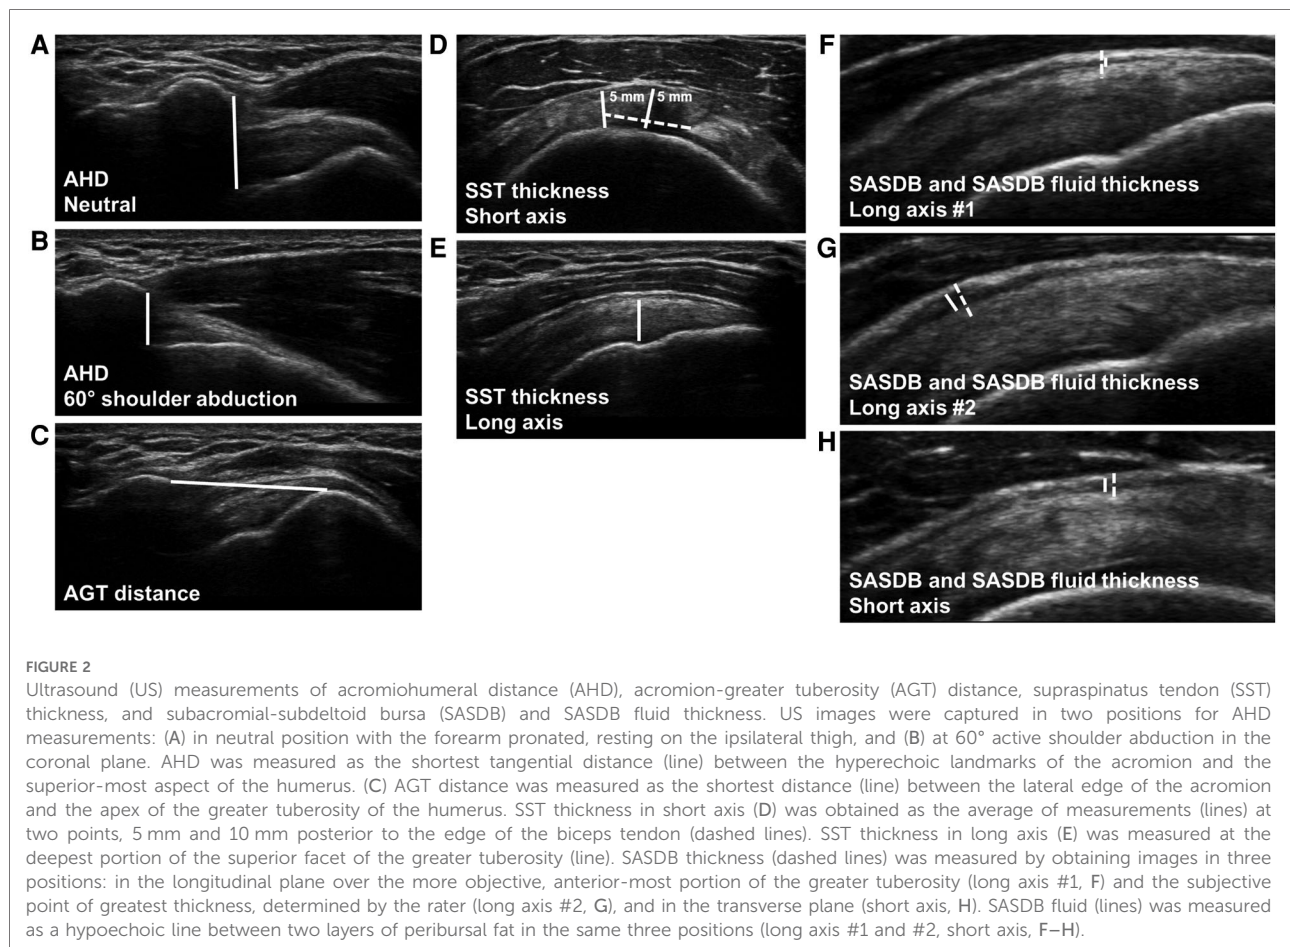 A
AHD
Neutral
B
AHD
60° shoulder abduction
C
AGT distance
D
5 mm 5 mm
SST thickness
Short axis
E
SST thickness
Long axis
F
SASDB and SASDB fluid thickness
Long axis #1
G
SASDB and SASDB fluid thickness
Long axis #2
H
SASDB and SASDB fluid thickness
Short axis
FIGURE 2
Ultrasound (US) measurements of acromiohumeral distance (AHD), acromion-greater tuberosity (AGT) distance, supraspinatus tendon (SST)
thickness, and subacromial-subdeltoid bursa (SASDB) and SASDB fluid thickness. US images were captured in two positions for AHD
measurements: (A) in neutral position with the forearm pronated, resting on the ipsilateral thigh, and (B) at 60° active shoulder abduction in the
coronal plane. AHD was measured as the shortest tangential distance (line) between the hyperechoic landmarks of the acromion and the
superior-most aspect of the humerus. (C) AGT distance was measured as the shortest distance (line) between the lateral edge of the acromion
and the apex of the greater tuberosity of the humerus. SST thickness in short axis (D) was obtained as the average of measurements (lines) at
two points, 5 mm and 10 mm posterior to the edge of the biceps tendon (dashed lines). SST thickness in long axis (E) was measured at the
deepest portion of the superior facet of the greater tuberosity (line). SASDB thickness (dashed lines) was measured by obtaining images in three
positions: in the longitudinal plane over the more objective, anterior-most portion of the greater tuberosity (long axis #1, F) and the subjective
point of greatest thickness, determined by the rater (long axis #2, G), and in the transverse plane (short axis, H). SASDB fluid (lines) was measured
as a hypoechoic line between two layers of peribursal fat in the same three positions (long axis #1 and #2, short axis, F–H).